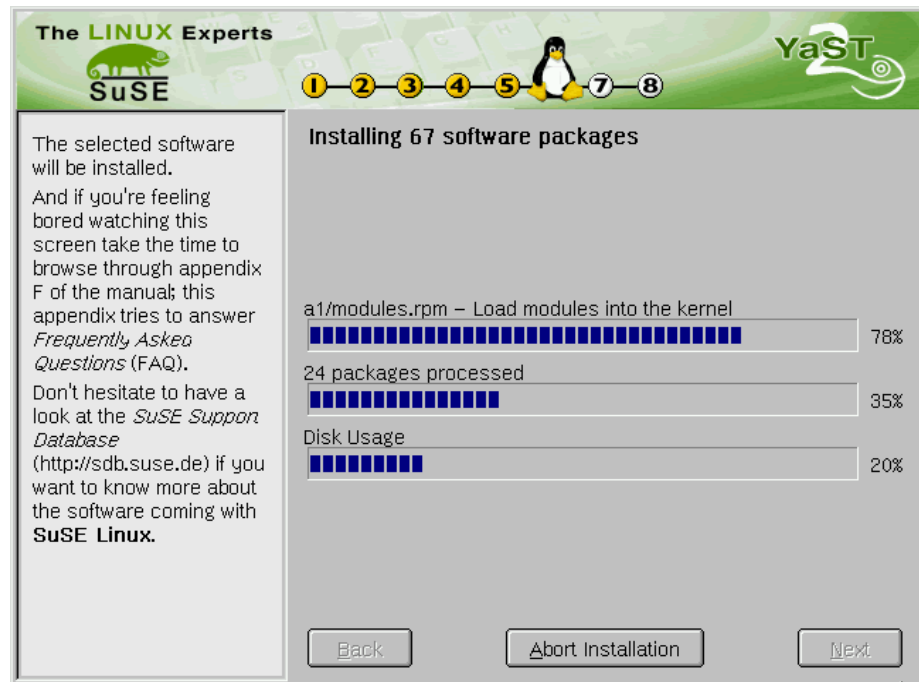 The LINUX Experts
SuSE
1 2 3 4 5 7 8
YaST
2
The selected software
will be installed.
And if you're feeling
bored watching this
screen take the time to
browse through appendix
F of the manual; this
appendix tries to answer
Frequently Asked
Questions (FAQ).
Don't hesitate to have a
look at the SuSE Support
Database
(http://sdb.suse.de) if you
want to know more about
the software coming with
SuSE Linux.
Installing 67 software packages
a1/modules.rpm – Load modules into the kernel
78%
24 packages processed
35%
Disk Usage
20%
Back
Abort Installation
Next